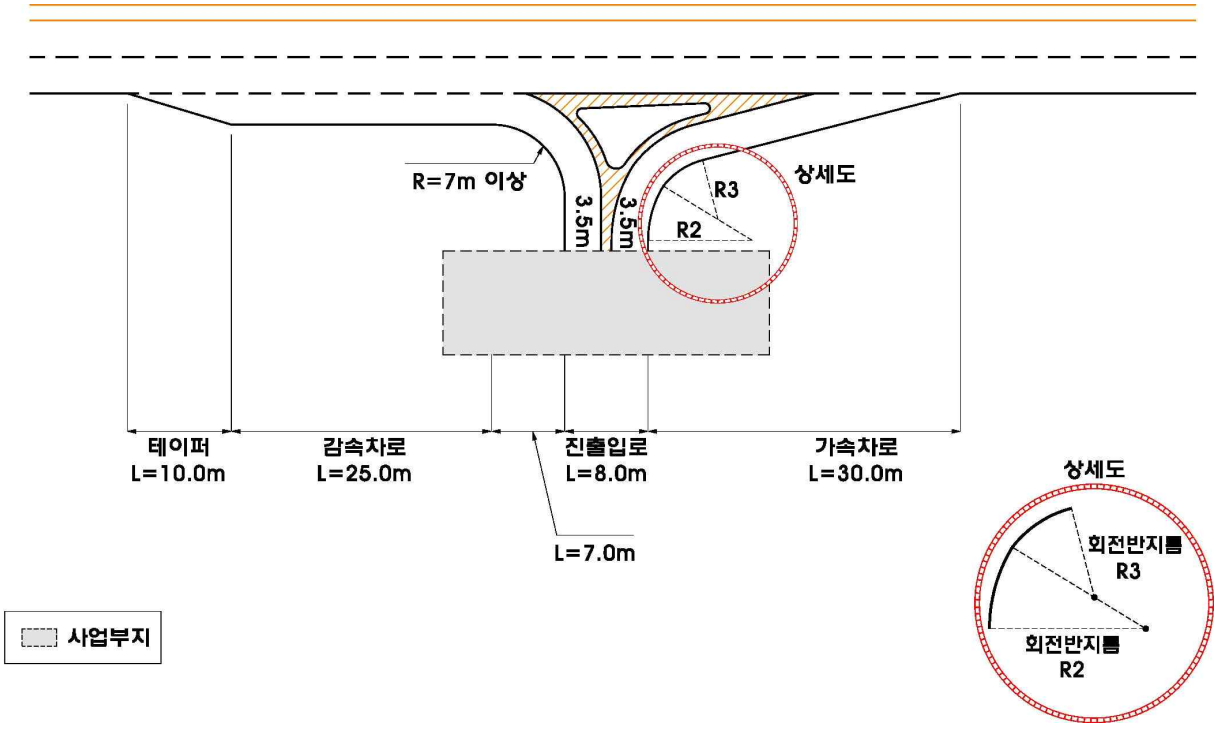 R=7m 이상
3.5m
3.5m
R3
R2
상세도
테이퍼
L=10.0m
감속차로
L=25.0m
진출입로
L=8.0m
가속차로
L=30.0m
L=7.0m
상세도
회전반지름
R3
회전반지름
R2
사업부지